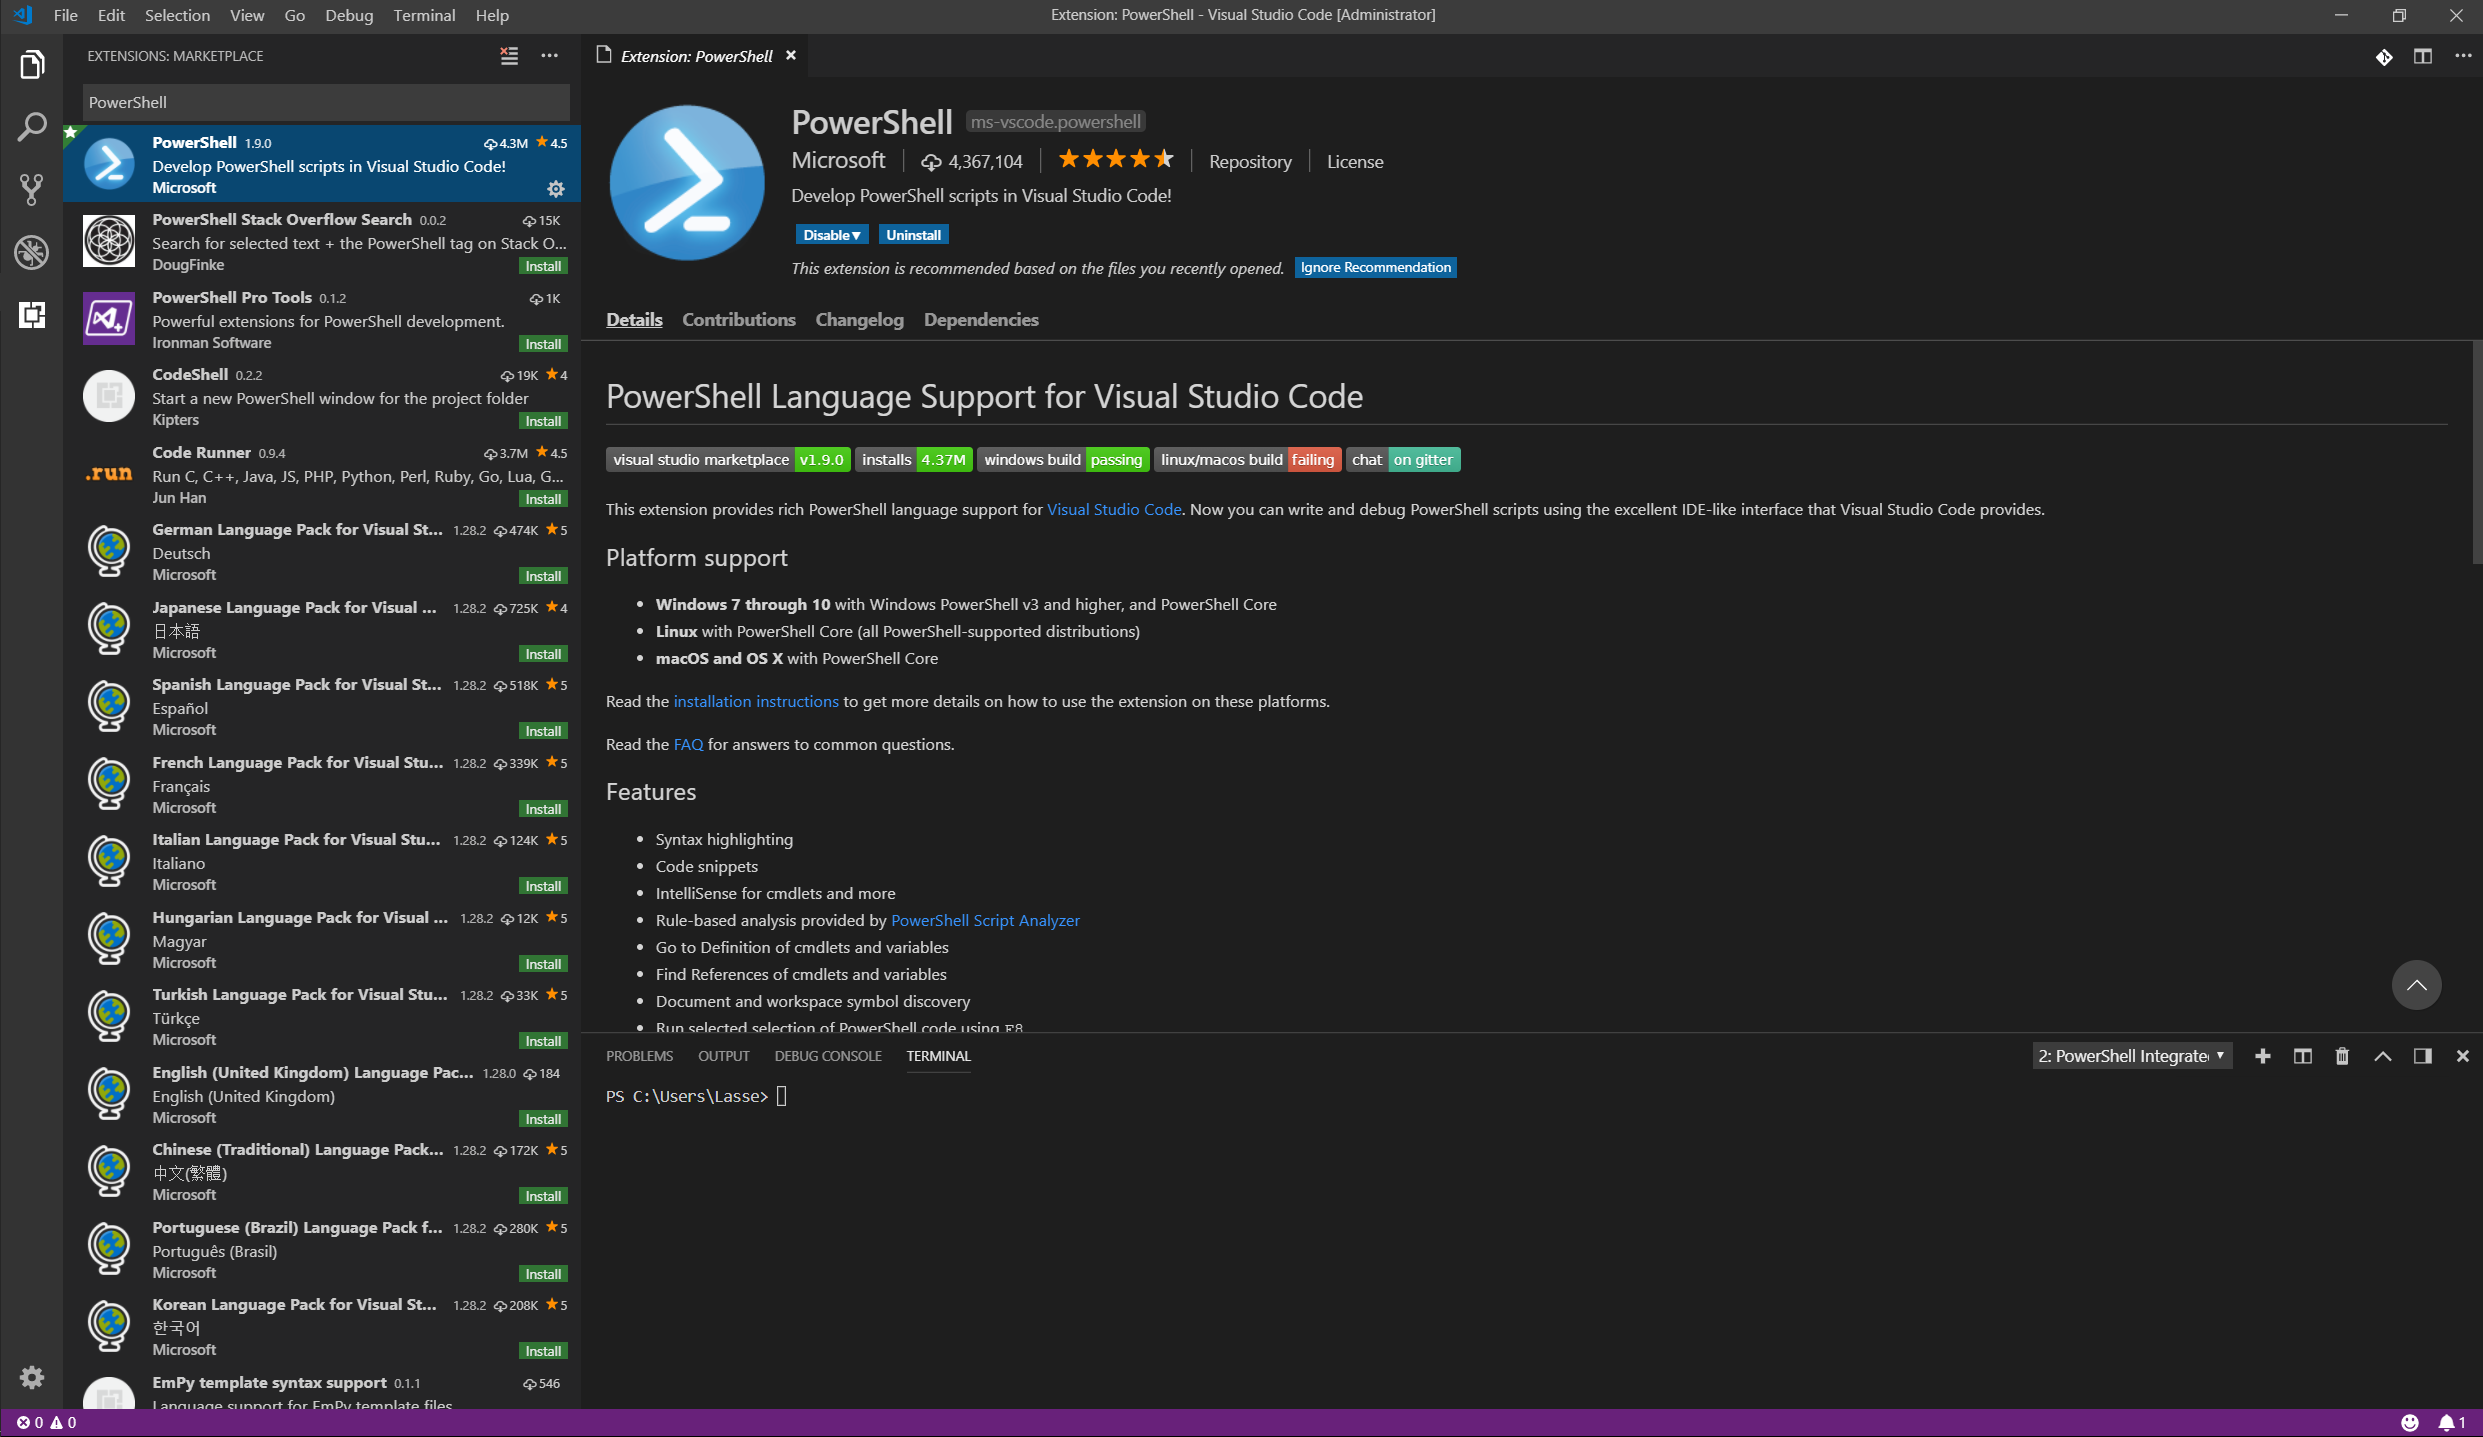 File Edit Selection View Go Debug Terminal Help
Extension: PowerShell - Visual Studio Code [Administrator]
EXTENSIONS: MARKETPLACE
PowerShell
PowerShell 1.9.0 4.3M 4.5
Develop PowerShell scripts in Visual Studio Code!
Microsoft
PowerShell Stack Overflow Search 0.0.2 15K
Search for selected text + the PowerShell tag on Stack O...
DougFinke Install
PowerShell Pro Tools 0.1.2 1K
Powerful extensions for PowerShell development.
Ironman Software Install
CodeShell 0.2.2 19K 4
Start a new PowerShell window for the project folder
Kipters Install
.run
Code Runner 0.9.4 3.7M 4.5
Run C, C++, Java, JS, PHP, Python, Perl, Ruby, Go, Lua, G...
Jun Han Install
German Language Pack for Visual St... 1.28.2 474K 5
Deutsch
Microsoft Install
Japanese Language Pack for Visual ... 1.28.2 725K 4
日本語
Microsoft Install
Spanish Language Pack for Visual St... 1.28.2 518K 5
Español
Microsoft Install
French Language Pack for Visual Stu... 1.28.2 339K 5
Français
Microsoft Install
Italian Language Pack for Visual Stu... 1.28.2 124K 5
Italiano
Microsoft Install
Hungarian Language Pack for Visual ... 1.28.2 12K 5
Magyar
Microsoft Install
Turkish Language Pack for Visual Stu... 1.28.2 33K 5
Türkçe
Microsoft Install
English (United Kingdom) Language Pac... 1.28.0 184
English (United Kingdom)
Microsoft Install
Chinese (Traditional) Language Pack... 1.28.2 172K 5
中文(繁體)
Microsoft Install
Portuguese (Brazil) Language Pack f... 1.28.2 280K 5
Português (Brasil)
Microsoft Install
Korean Language Pack for Visual St... 1.28.2 208K 5
한국어
Microsoft Install
EmPy template syntax support 0.1.1 546
Language support for EmPy template files
Extension: PowerShell
PowerShell ms-vscode.powershell
Microsoft 4,367,104 Repository License
Develop PowerShell scripts in Visual Studio Code!
Disable Uninstall
This extension is recommended based on the files you recently opened. Ignore Recommendation
Details Contributions Changelog Dependencies
PowerShell Language Support for Visual Studio Code
visual studio marketplace v1.9.0 installs 4.37M windows build passing linux/macos build failing chat on gitter
This extension provides rich PowerShell language support for Visual Studio Code. Now you can write and debug PowerShell scripts using the excellent IDE-like interface that Visual Studio Code provides.
Platform support
• Windows 7 through 10 with Windows PowerShell v3 and higher, and PowerShell Core
• Linux with PowerShell Core (all PowerShell-supported distributions)
• macOS and OS X with PowerShell Core
Read the installation instructions to get more details on how to use the extension on these platforms.
Read the FAQ for answers to common questions.
Features
• Syntax highlighting
• Code snippets
• IntelliSense for cmdlets and more
• Rule-based analysis provided by PowerShell Script Analyzer
• Go to Definition of cmdlets and variables
• Find References of cmdlets and variables
• Document and workspace symbol discovery
• Run selected selection of PowerShell code using F8
PROBLEMS OUTPUT DEBUG CONSOLE TERMINAL 2: PowerShell Integrate
PS C:\Users\Lasse>
0 0 1